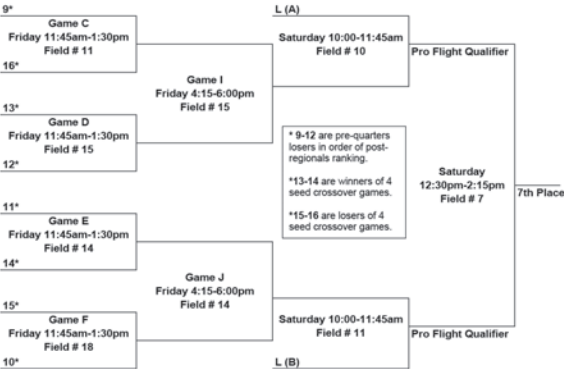 9*
Game C
Friday 11:45am-1:30pm
Field # 11
16*
13*
Game D
Friday 11:45am-1:30pm
Field # 15
12*
11*
Game E
Friday 11:45am-1:30pm
Field # 14
14*
15*
Game F
Friday 11:45am-1:30pm
Field # 18
10*
Game I
Friday 4:15-6:00pm
Field # 15
Game J
Friday 4:15-6:00pm
Field # 14
L (A)
Saturday 10:00-11:45am
Field # 10
* 9-12 are pre-quarters
losers in order of post-
regionals ranking.
*13-14 are winners of 4
seed crossover games.
*15-16 are losers of 4
seed crossover games.
Saturday 10:00-11:45am
Field # 11
L (B)
Pro Flight Qualifier
Saturday
12:30pm-2:15pm
Field # 7
Pro Flight Qualifier
7th Place